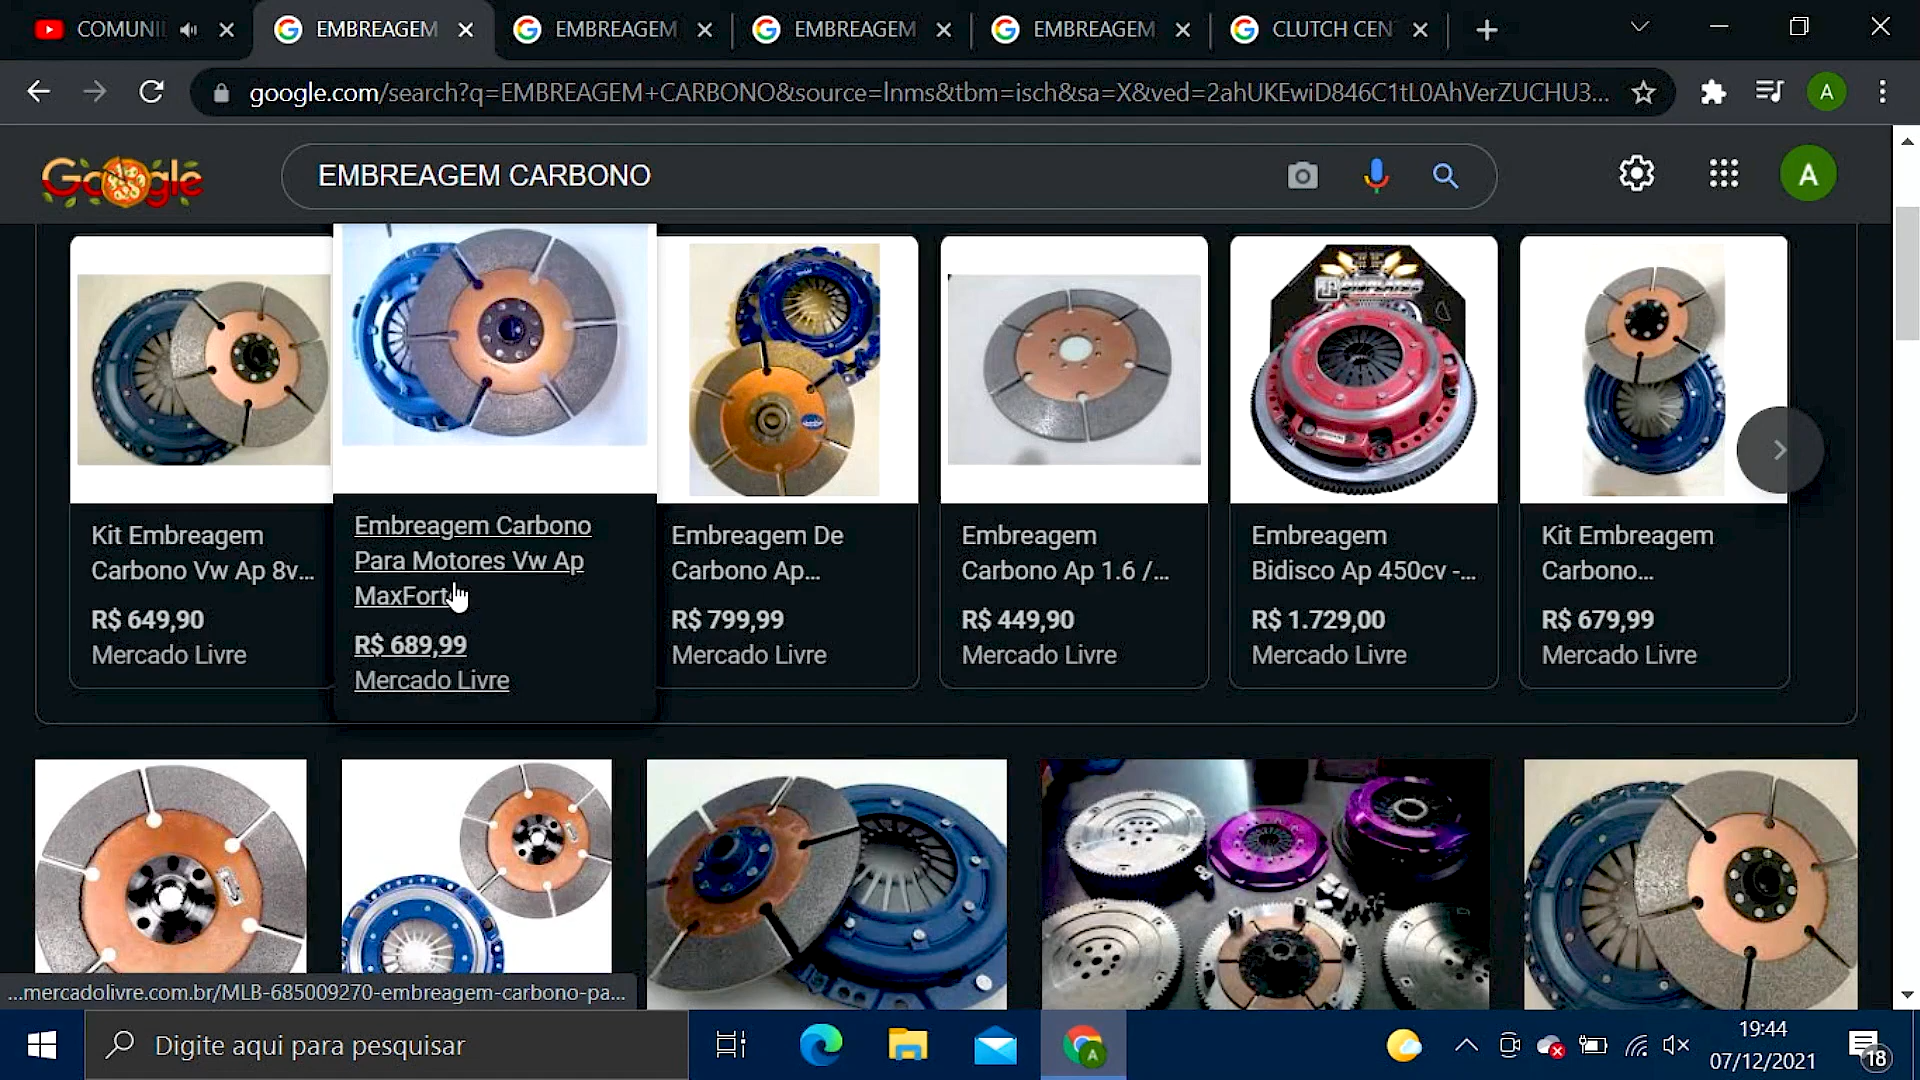 COMUNI
EMBREAGEM
EMBREAGEM
EMBREAGEM
EMBREAGEM
CLUTCH CEN
google.com/search?q=EMBREAGEM+CARBONO&source=lnms&tbm=isch&sa=X&ved=2ahUKEwiD846C1tL0AhVerZUCHU3...
A
Google
EMBREAGEM CARBONO
A
DISPLATEC
Kit Embreagem
Carbono Vw Ap 8v...
R$ 649,90
Mercado Livre
Embreagem Carbono
Para Motores Vw Ap
MaxFort
R$ 689,99
Mercado Livre
Embreagem De
Carbono Ap...
R$ 799,99
Mercado Livre
Embreagem
Carbono Ap 1.6 /...
R$ 449,90
Mercado Livre
Embreagem
Bidisco Ap 450cv -...
R$ 1.729,00
Mercado Livre
Kit Embreagem
Carbono...
R$ 679,99
Mercado Livre
...mercadolivre.com.br/MLB-685009270-embreagem-carbono-pa...
Digite aqui para pesquisar
A
19:44
07/12/2021
18